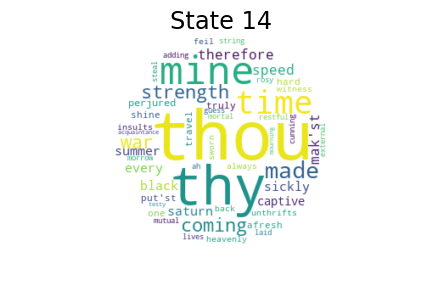 State 14
feil string
adding therefore
steal mine speed
rosy hard
strength witness
perjured truly time
guess
shine travel mortal restful cunning
insults thou mak'st
acquaintance
war sworn mourning external
summer
morrow ah always
every thy made
black sickly
put'st captive
testy
one saturn back unthrifts
mutual coming afresh
laid
lives heavenly